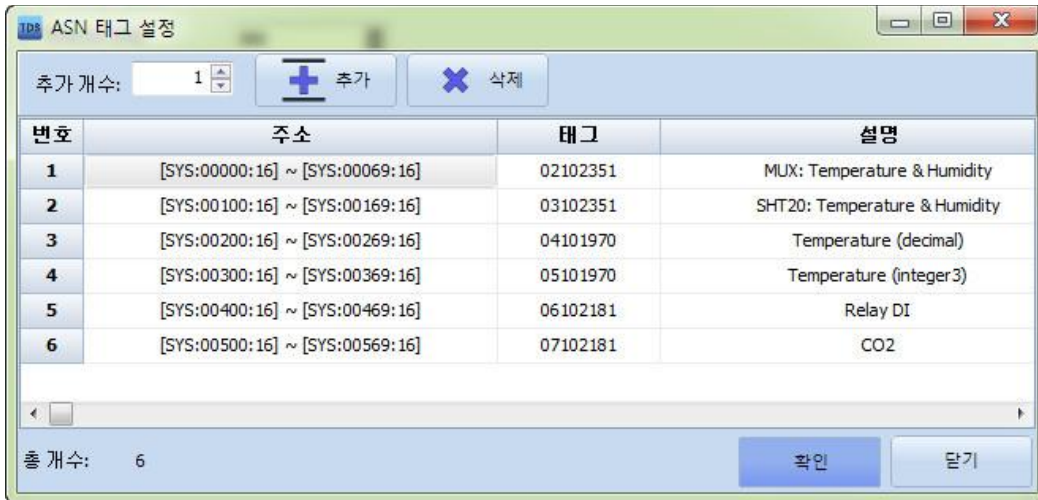 TDB ASN 태그 설정
추가 개수: 1 추가 삭제
번호 주소 태그 설명
1 [SYS:00000:16] ~ [SYS:00069:16] 02102351 MUX: Temperature & Humidity
2 [SYS:00100:16] ~ [SYS:00169:16] 03102351 SHT20: Temperature & Humidity
3 [SYS:00200:16] ~ [SYS:00269:16] 04101970 Temperature (decimal)
4 [SYS:00300:16] ~ [SYS:00369:16] 05101970 Temperature (integer3)
5 [SYS:00400:16] ~ [SYS:00469:16] 06102181 Relay DI
6 [SYS:00500:16] ~ [SYS:00569:16] 07102181 CO2
총 개수: 6 확인 닫기